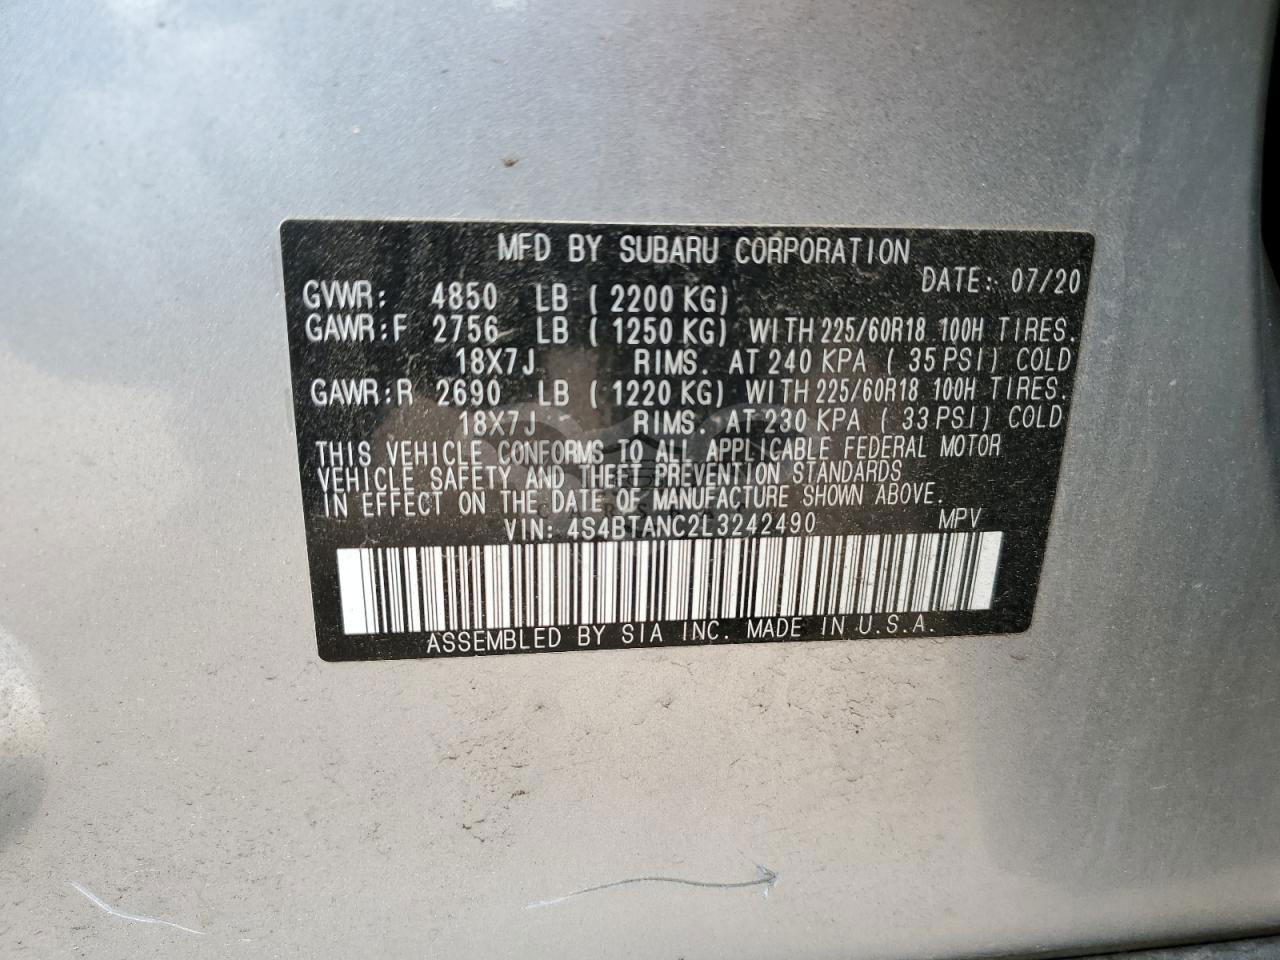 MFD BY SUBARU CORPORATION
DATE: 07/20
GVWR: 4850 LB ( 2200 KG)
GAWR:F 2756 LB ( 1250 KG) WITH 225/60R18 100H TIRES.
18X7J RIMS. AT 240 KPA ( 35 PSI) COLD
GAWR:R 2690 LB ( 1220 KG) WITH 225/60R18 100H TIRES.
18X7J RIMS. AT 230 KPA ( 33 PSI) COLD
THIS VEHICLE CONFORMS TO ALL APPLICABLE FEDERAL MOTOR
VEHICLE SAFETY AND THEFT PREVENTION STANDARDS
IN EFFECT ON THE DATE OF MANUFACTURE SHOWN ABOVE.
VIN: 4S4BTANC2L3242490 MPV
ASSEMBLED BY SIA INC. MADE IN U.S.A.